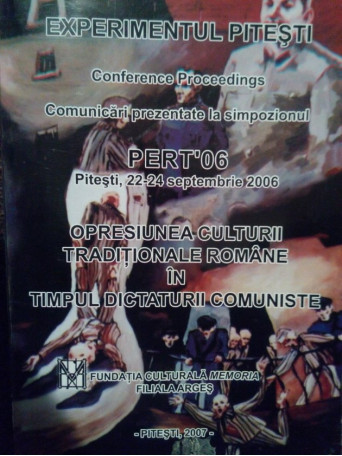 EXPERIMENTUL PITEŞTI
Conference Proceedings
Comunicări prezentate la simpozionul
PERT'06
Piteşti, 22-24 septembrie 2006
OPRESIUNEA CULTURII
TRADIŢIONALE ROMÂNE
ÎN
TIMPUL DICTATURII COMUNISTE
FUNDAŢIA CULTURALĂ MEMORIA
FILIALA ARGEŞ
- PITEŞTI, 2007 -